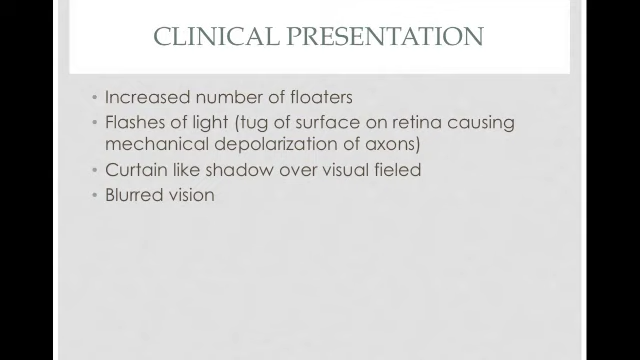 CLINICAL PRESENTATION
• Increased number of floaters
• Flashes of light (tug of surface on retina causing
mechanical depolarization of axons)
• Curtain like shadow over visual fieled
• Blurred vision